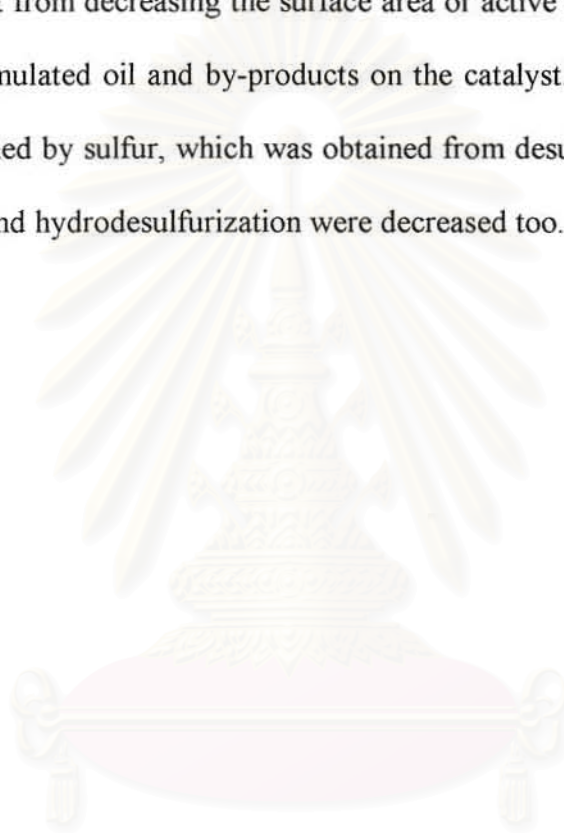 from decreasing the surface area of active
mulated oil and by-products on the catalyst.
ed by sulfur, which was obtained from desu
nd hydrodesulfurization were decreased too.